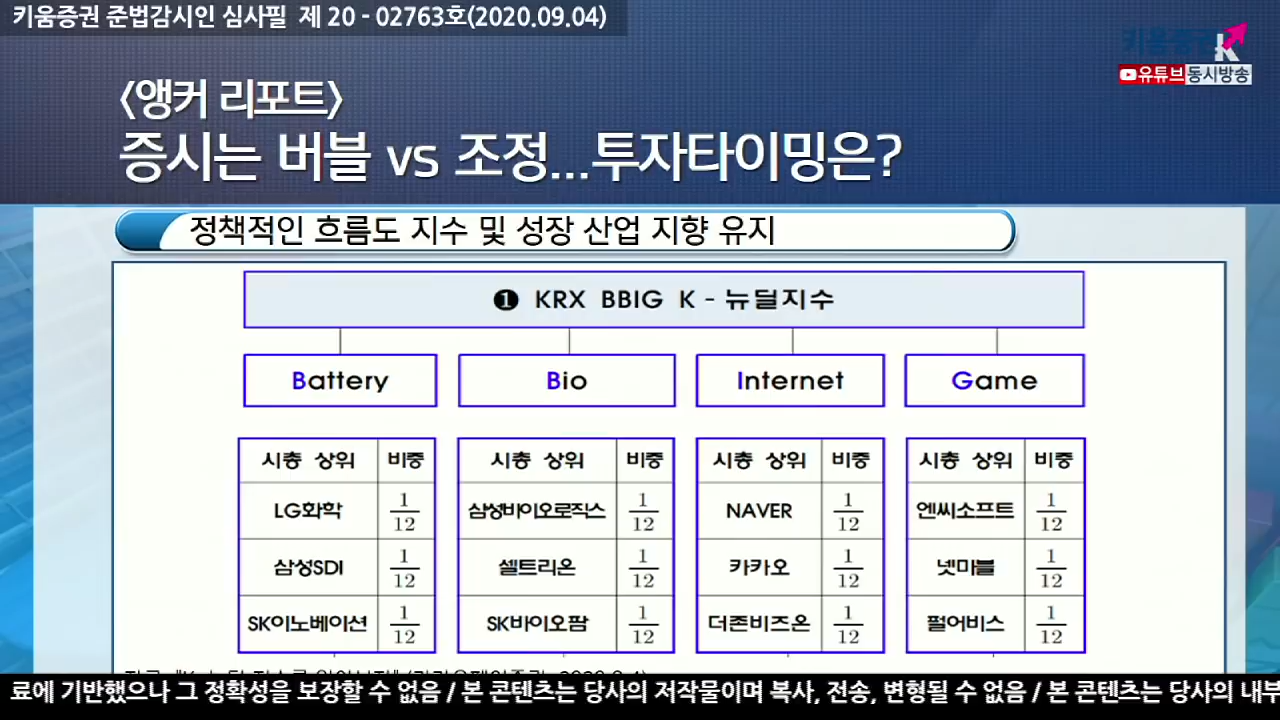 키움증권 준법감시인 심사필 제 20 - 02763호(2020.09.04)
키움증권
유튜브 동시방송
<앵커 리포트>
증시는 버블 vs 조정...투자타이밍은?
정책적인 흐름도 지수 및 성장 산업 지향 유지
❶ KRX BBIG K - 뉴딜지수
Battery Bio Internet Game
시총 상위 비중 시총 상위 비중 시총 상위 비중 시총 상위 비중
LG화학 1/12 삼성바이오로직스 1/12 NAVER 1/12 엔씨소프트 1/12
삼성SDI 1/12 셀트리온 1/12 카카오 1/12 넷마블 1/12
SK이노베이션 1/12 SK바이오팜 1/12 더존비즈온 1/12 펄어비스 1/12
료에 기반했으나 그 정확성을 보장할 수 없음 / 본 콘텐츠는 당사의 저작물이며 복사, 전송, 변형될 수 없음 / 본 콘텐츠는 당사의 내부